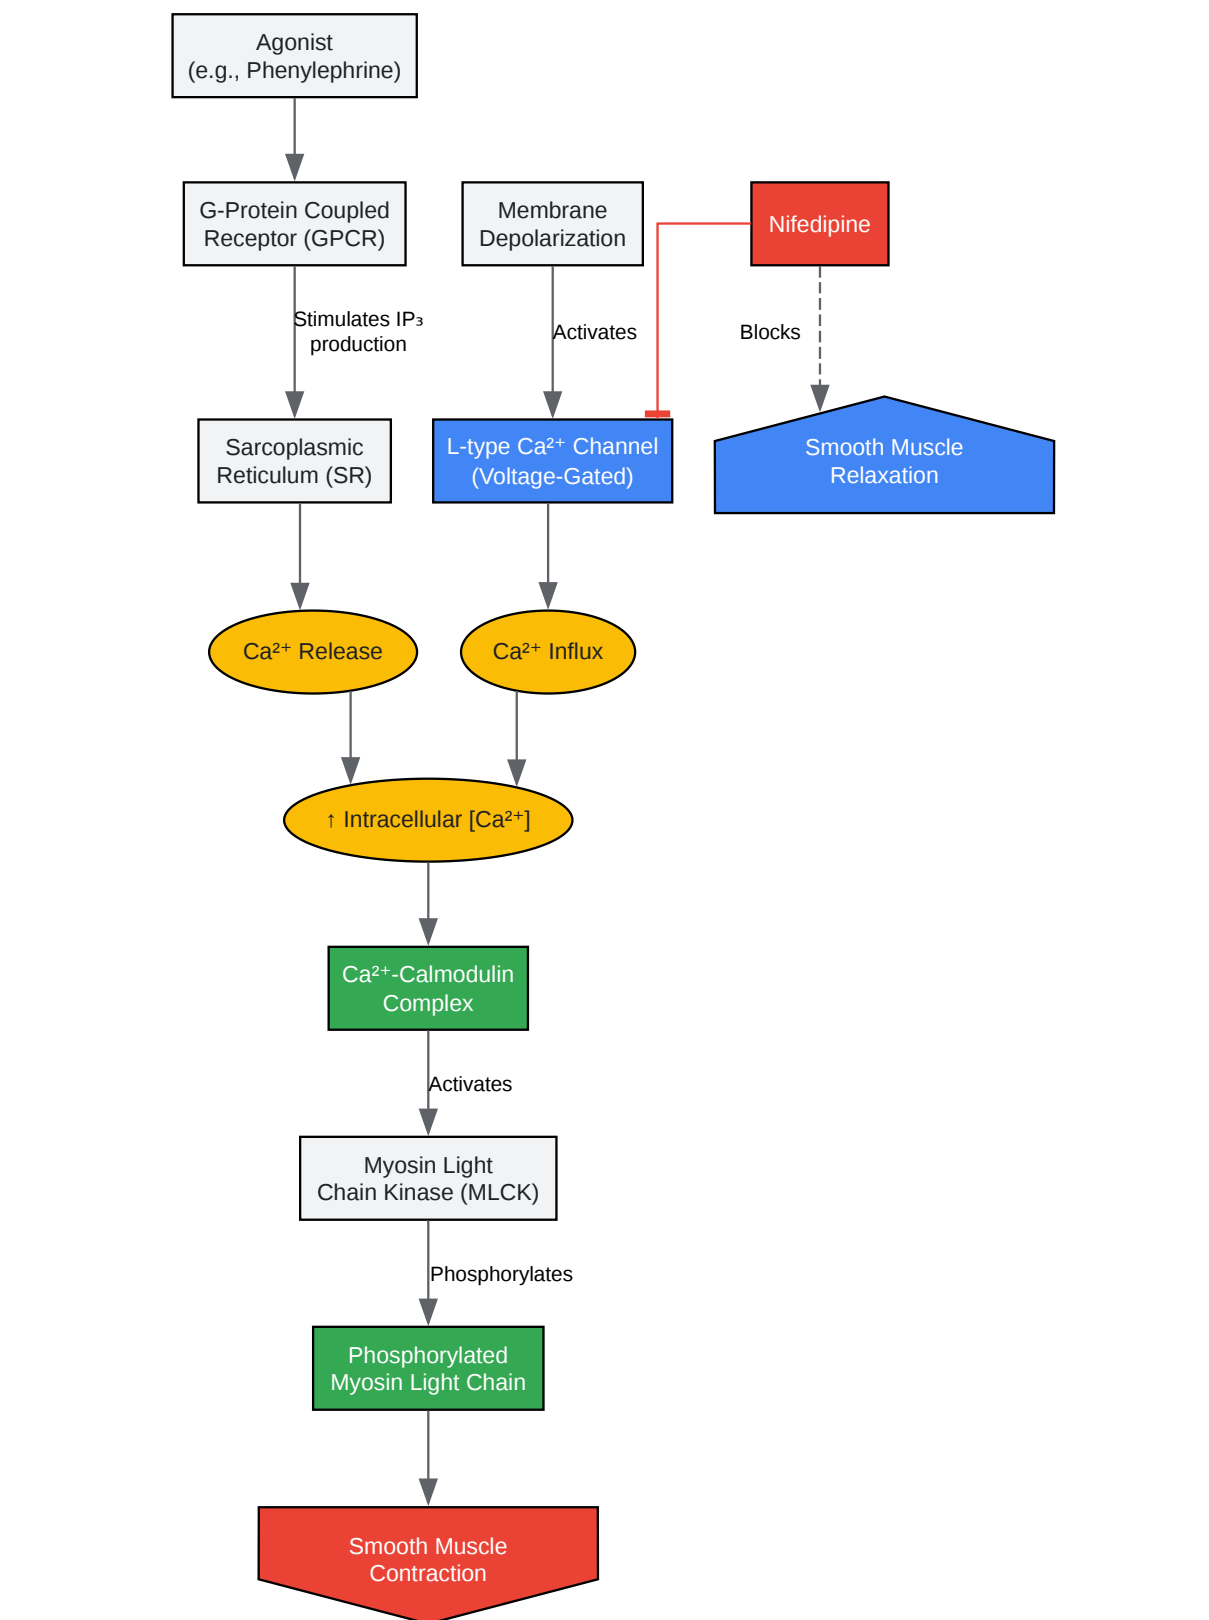 Agonist
(e.g., Phenylephrine)
G-Protein Coupled
Receptor (GPCR)
Membrane
Depolarization
Nifedipine
Stimulates IP₃
production
Activates
Blocks
Sarcoplasmic
Reticulum (SR)
L-type Ca²⁺ Channel
(Voltage-Gated)
Smooth Muscle
Relaxation
Ca²⁺ Release
Ca²⁺ Influx
↑ Intracellular [Ca²⁺]
Ca²⁺-Calmodulin
Complex
Activates
Myosin Light
Chain Kinase (MLCK)
Phosphorylates
Phosphorylated
Myosin Light Chain
Smooth Muscle
Contraction